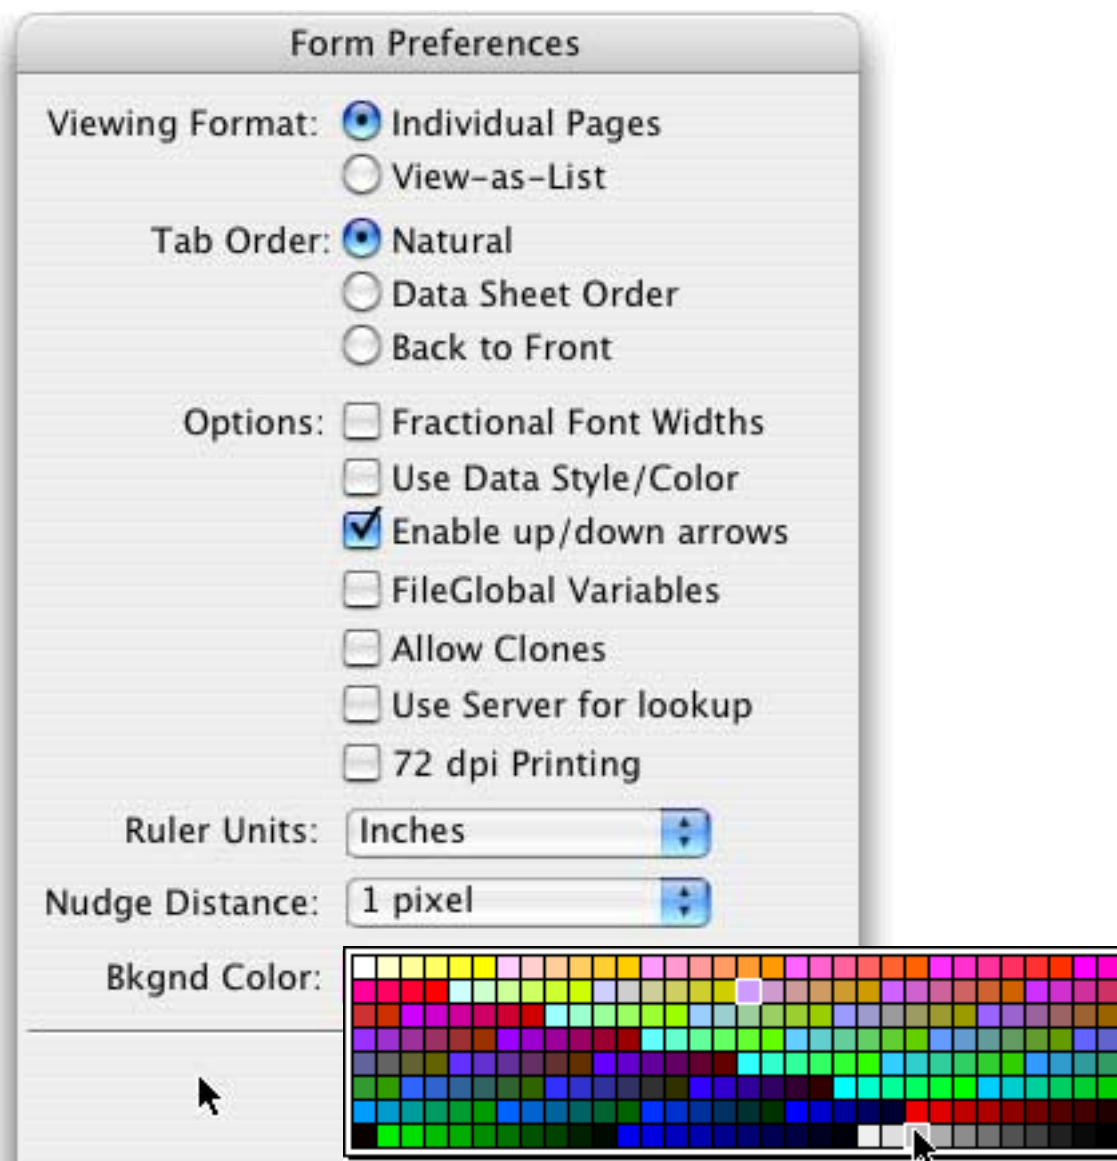 Form Preferences
Viewing Format: Individual Pages
View-as-List
Tab Order: Natural
Data Sheet Order
Back to Front
Options: Fractional Font Widths
Use Data Style/Color
Enable up/down arrows
FileGlobal Variables
Allow Clones
Use Server for lookup
72 dpi Printing
Ruler Units: Inches
Nudge Distance: 1 pixel
Bkgnd Color: